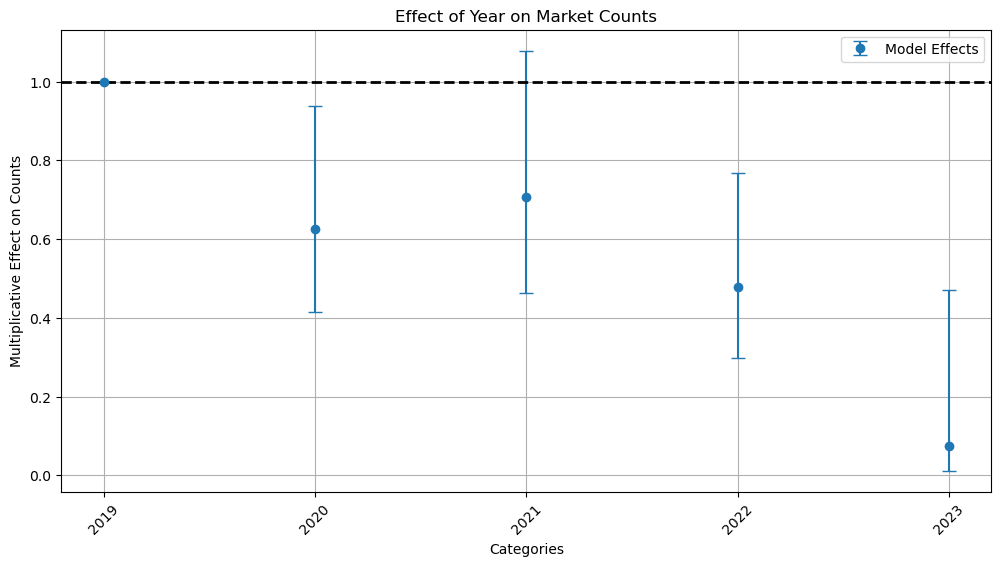 Effect of Year on Market Counts
Model Effects
Multiplicative Effect on Counts
1.0
0.8
0.6
0.4
0.2
0.0
2019
2020
2021
2022
2023
Categories